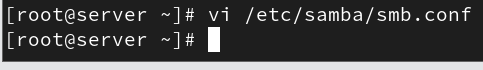 [root@server ~]# vi /etc/samba/smb.conf
[root@server ~]#